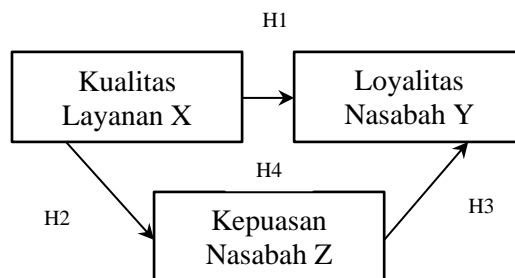 H1
Kualitas
Layanan X
Loyalitas
Nasabah Y
H4
H2
H3
Kepuasan
Nasabah Z